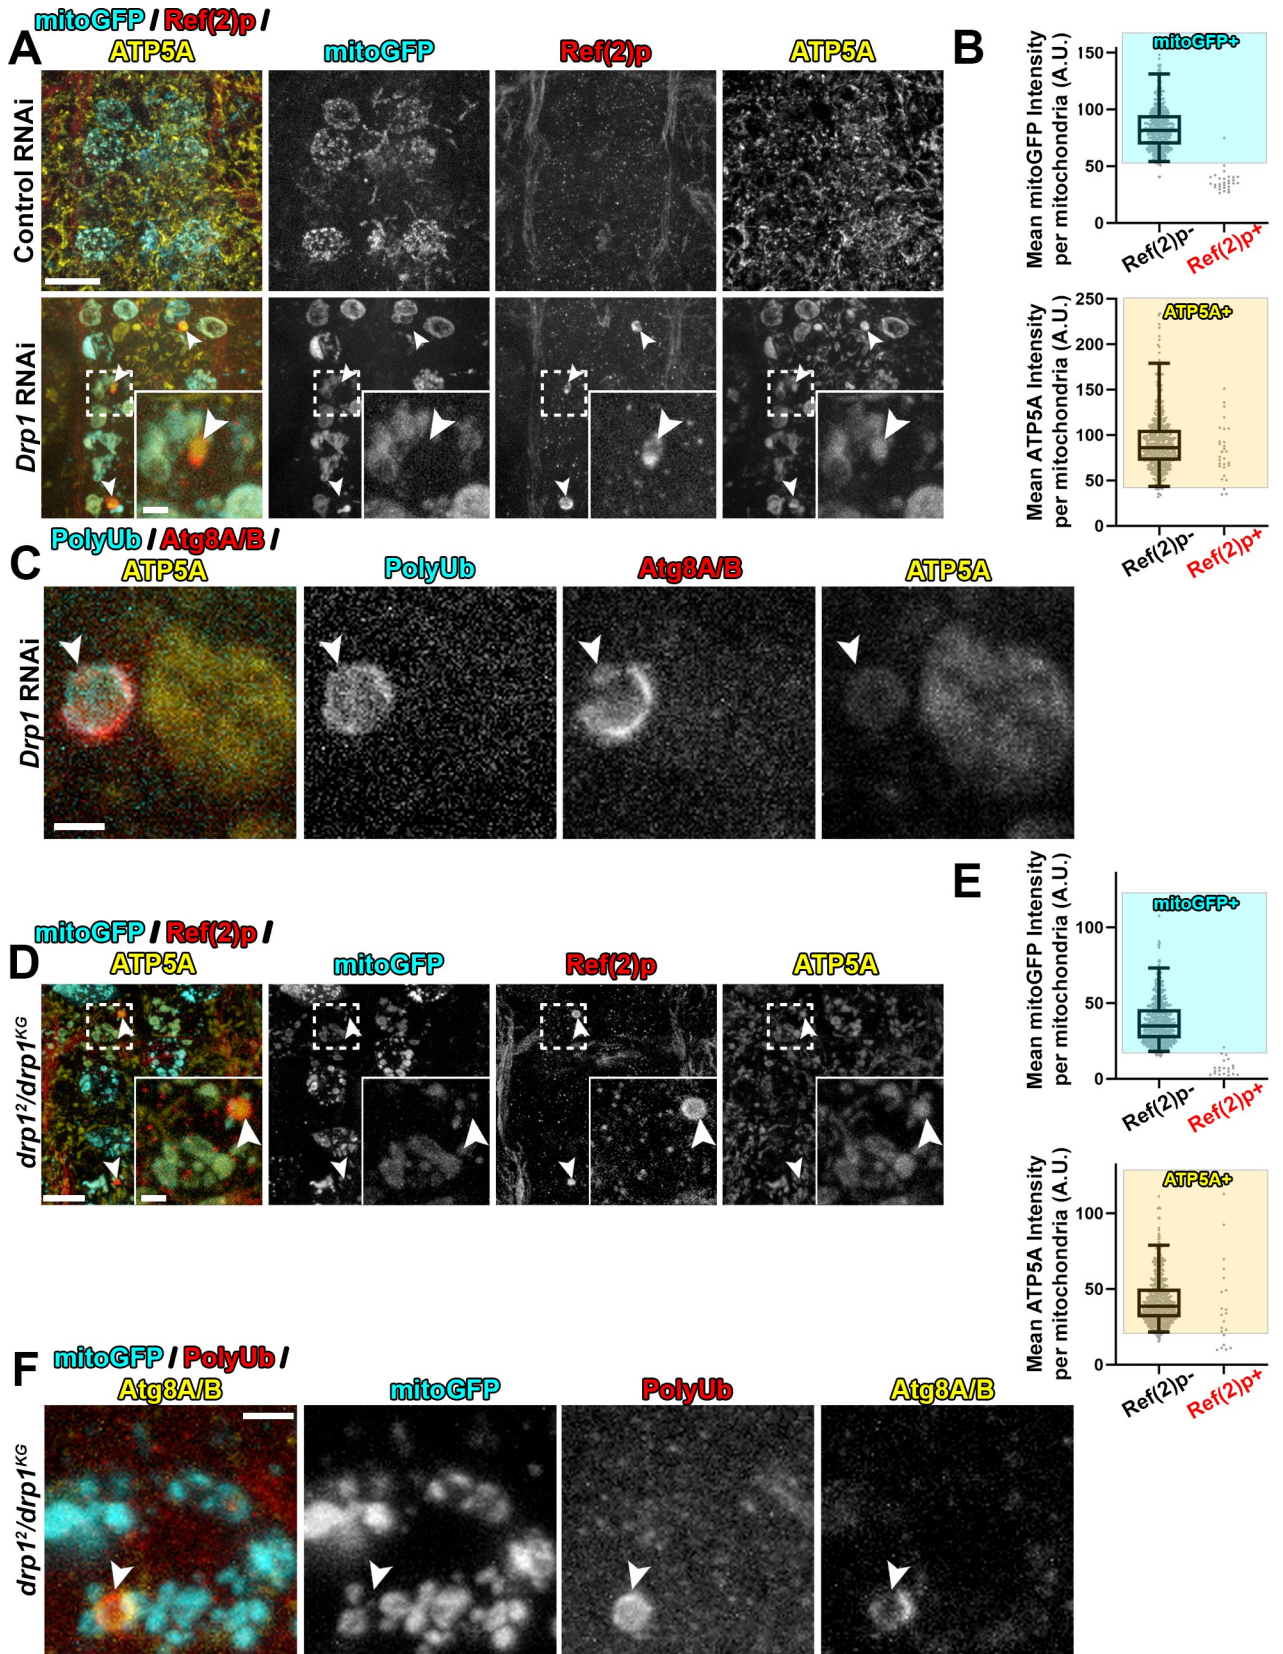 A
mitoGFP / Ref(2)p /
ATP5A
mitoGFP
Ref(2)p
ATP5A
Control RNAi
Drp1 RNAi
B
Mean mitoGFP Intensity
per mitochondria (A.U.)
150
100
50
0
mitoGFP+
Ref(2)p-
Ref(2)p+
Mean ATP5A Intensity
per mitochondria (A.U.)
250
200
150
100
50
0
ATP5A+
Ref(2)p-
Ref(2)p+
C
PolyUb / Atg8A/B /
ATP5A
PolyUb
Atg8A/B
ATP5A
Drp1 RNAi
D
mitoGFP / Ref(2)p /
ATP5A
mitoGFP
Ref(2)p
ATP5A
drp1²/drp1ᴷᴳ
E
Mean mitoGFP Intensity
per mitochondria (A.U.)
100
50
0
mitoGFP+
Ref(2)p-
Ref(2)p+
Mean ATP5A Intensity
per mitochondria (A.U.)
100
50
0
ATP5A+
Ref(2)p-
Ref(2)p+
F
mitoGFP / PolyUb /
Atg8A/B
mitoGFP
PolyUb
Atg8A/B
drp1²/drp1ᴷᴳ